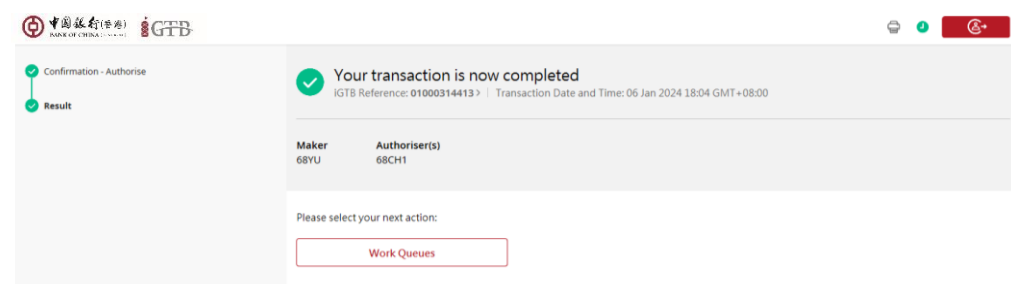 中国銀行(香港)
BANK OF CHINA
iGTB
Confirmation - Authorise
Result
Your transaction is now completed
iGTB Reference: 01000314413 > | Transaction Date and Time: 06 Jan 2024 18:04 GMT+08:00
Maker Authoriser(s)
68YU 68CH1
Please select your next action:
Work Queues